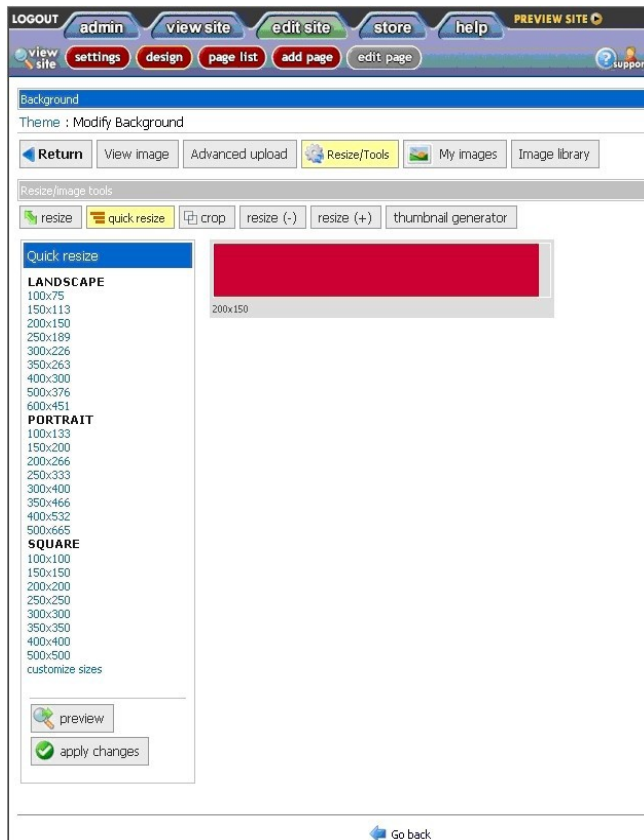 LOGOUT admin view site edit site store help PREVIEW SITE
view site settings design page list add page edit page
Background
Theme : Modify Background
Return View image Advanced upload Resize/Tools My images Image library
Resize/image tools
resize quick resize crop resize (-) resize (+) thumbnail generator
Quick resize
LANDSCAPE
100x75
150x113
200x150
250x189
300x226
350x263
400x300
500x376
600x451
PORTRAIT
100x133
150x200
200x266
250x333
300x400
350x466
400x532
500x665
SQUARE
100x100
150x150
200x200
250x250
300x300
350x350
400x400
500x500
customize sizes
preview
apply changes
200x150
Go back